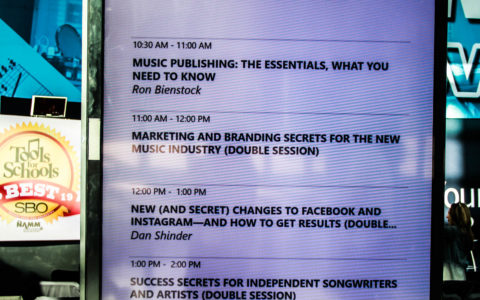 10:30 AM - 11:00 AM
MUSIC PUBLISHING: THE ESSENTIALS, WHAT YOU
NEED TO KNOW
Ron Bienstock
11:00 AM - 12:00 PM
MARKETING AND BRANDING SECRETS FOR THE NEW
MUSIC INDUSTRY (DOUBLE SESSION)
12:00 PM - 1:00 PM
NEW (AND SECRET) CHANGES TO FACEBOOK AND
INSTAGRAM—AND HOW TO GET RESULTS (DOUBLE...
Dan Shinder
1:00 PM - 2:00 PM
SUCCESS SECRETS FOR INDEPENDENT SONGWRITERS
AND ARTISTS (DOUBLE SESSION)
Tools
for
Schools
BEST
SBO
NAMM